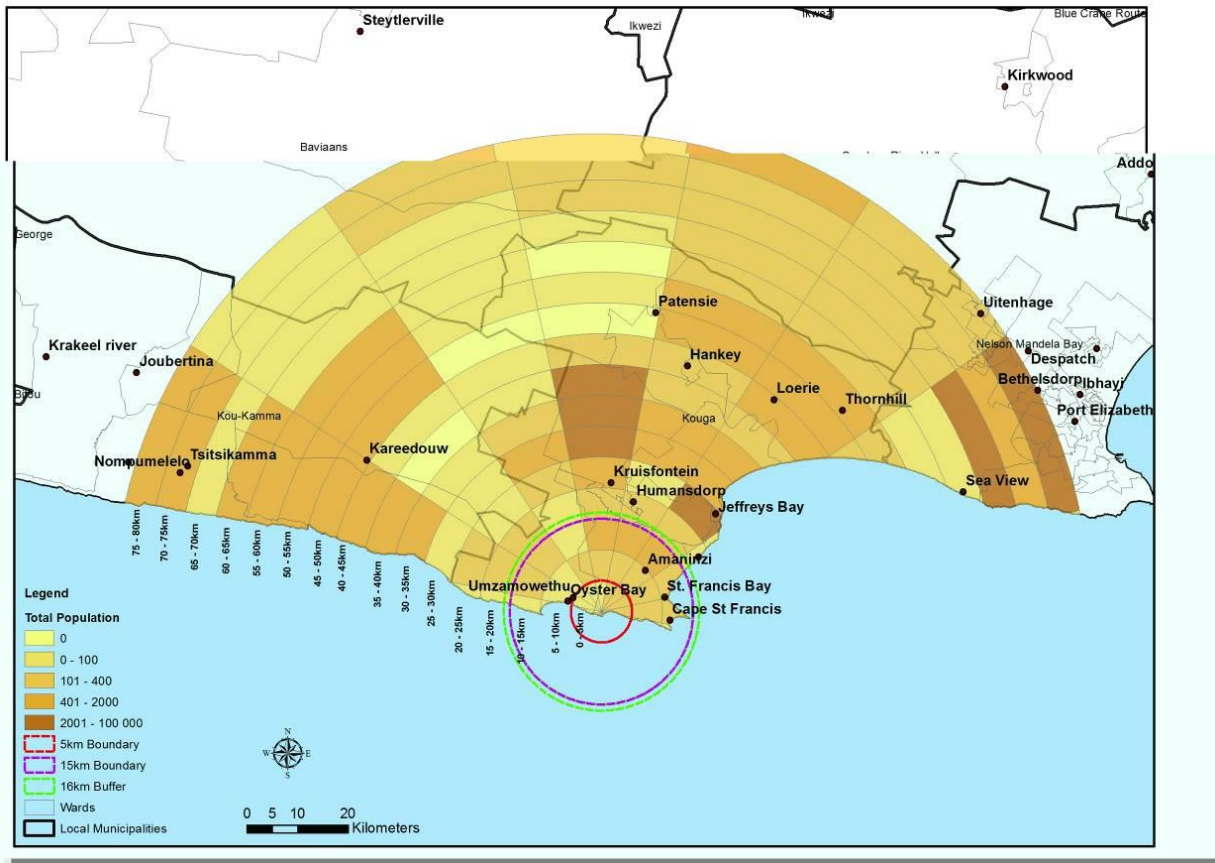 Steytlerville
Ikwezi
Blue Crane Route
Kirkwood
Baviaans
Addo
George
Patensie
Uitenhage
Krakeel river
Joubertina
Nelson Mandela Bay
Despatch
Hankey
Bethelsdorp
Ibhayi
Loerie
Thornhill
Port Elizabeth
Kou-Kamma
Kouga
Kareedouw
Nompumelelo
Tsitsikamma
Kruisfontein
Humansdorp
Sea View
Jeffreys Bay
Amaninzi
Umzamowethu
Oyster Bay
St. Francis Bay
Cape St Francis
75 - 80km
70 - 75km
65 - 70km
60 - 65km
55 - 60km
50 - 55km
45 - 50km
40 - 45km
35 - 40km
30 - 35km
25 - 30km
20 - 25km
15 - 20km
10 - 15km
5 - 10km
0 - 5km
Legend
Total Population
0
0 - 100
101 - 400
401 - 2000
2001 - 100 000
5km Boundary
15km Boundary
16km Buffer
Wards
Local Municipalities
N
W E
S
0 5 10 20
Kilometers